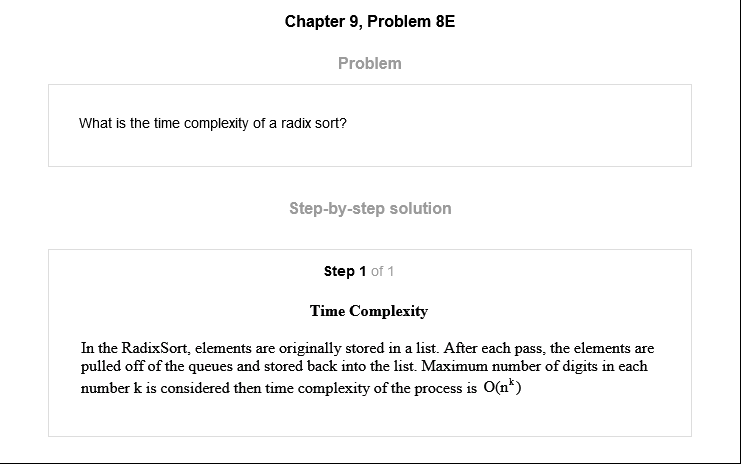 Chapter 9, Problem 8E
Problem
What is the time complexity of a radix sort?
Step-by-step solution
Step 1 of 1
Time Complexity
In the RadixSort, elements are originally stored in a list. After each pass, the elements are
pulled off of the queues and stored back into the list. Maximum number of digits in each
number k is considered then time complexity of the process is O(nᵏ)